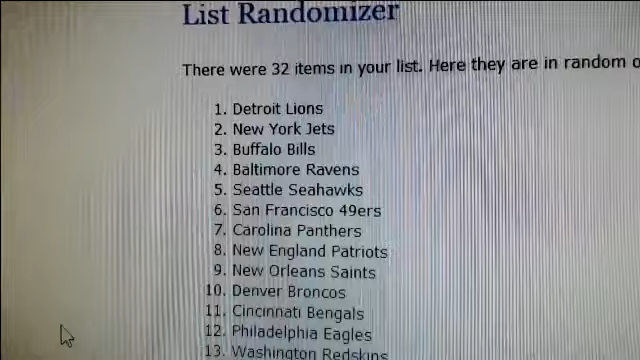 List Randomizer
There were 32 items in your list. Here they are in random o
1. Detroit Lions
2. New York Jets
3. Buffalo Bills
4. Baltimore Ravens
5. Seattle Seahawks
6. San Francisco 49ers
7. Carolina Panthers
8. New England Patriots
9. New Orleans Saints
10. Denver Broncos
11. Cincinnati Bengals
12. Philadelphia Eagles
13. Washington Redskins